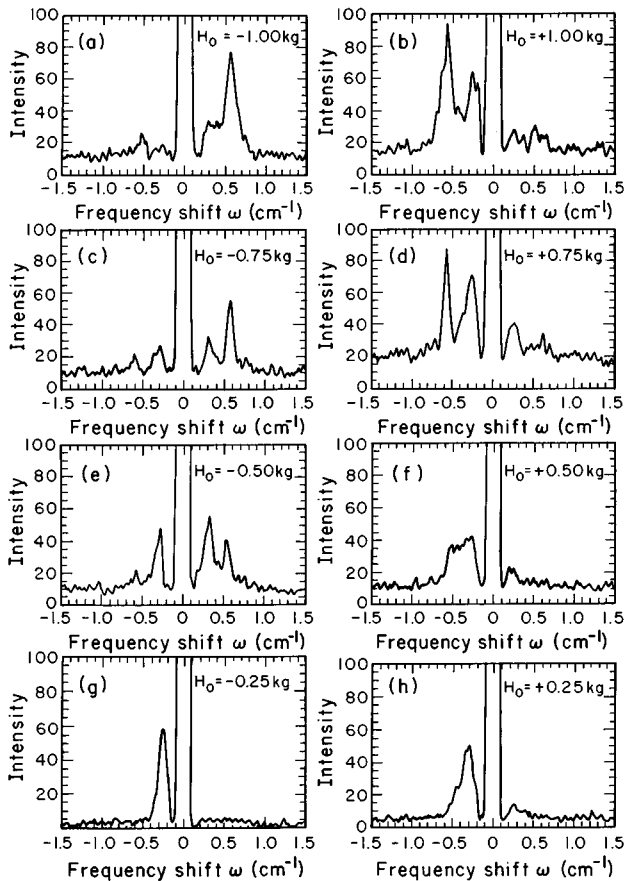 Intensity
100
80
60
40
20
0
(a)
H₀ = -1.00kg
-1.5 -1.0 -0.5 0 0.5 1.0 1.5
Frequency shift ω (cm⁻¹)
Intensity
100
80
60
40
20
0
(b)
H₀ = +1.00kg
-1.5 -1.0 -0.5 0 0.5 1.0 1.5
Frequency shift ω (cm⁻¹)
Intensity
100
80
60
40
20
0
(c)
H₀ = -0.75kg
-1.5 -1.0 -0.5 0 0.5 1.0 1.5
Frequency shift ω (cm⁻¹)
Intensity
100
80
60
40
20
0
(d)
H₀ = +0.75kg
-1.5 -1.0 -0.5 0 0.5 1.0 1.5
Frequency shift ω (cm⁻¹)
Intensity
100
80
60
40
20
0
(e)
H₀ = -0.50kg
-1.5 -1.0 -0.5 0 0.5 1.0 1.5
Frequency shift ω (cm⁻¹)
Intensity
100
80
60
40
20
0
(f)
H₀ = +0.50kg
-1.5 -1.0 -0.5 0 0.5 1.0 1.5
Frequency shift ω (cm⁻¹)
Intensity
100
80
60
40
20
(g)
H₀ = -0.25kg
-1.5 -1.0 -0.5 0 0.5 1.0 1.5
Frequency shift ω (cm⁻¹)
Intensity
100
80
60
40
20
0
(h)
H₀ = +0.25kg
-1.5 -1.0 -0.5 0 0.5 1.0 1.5
Frequency shift ω (cm⁻¹)